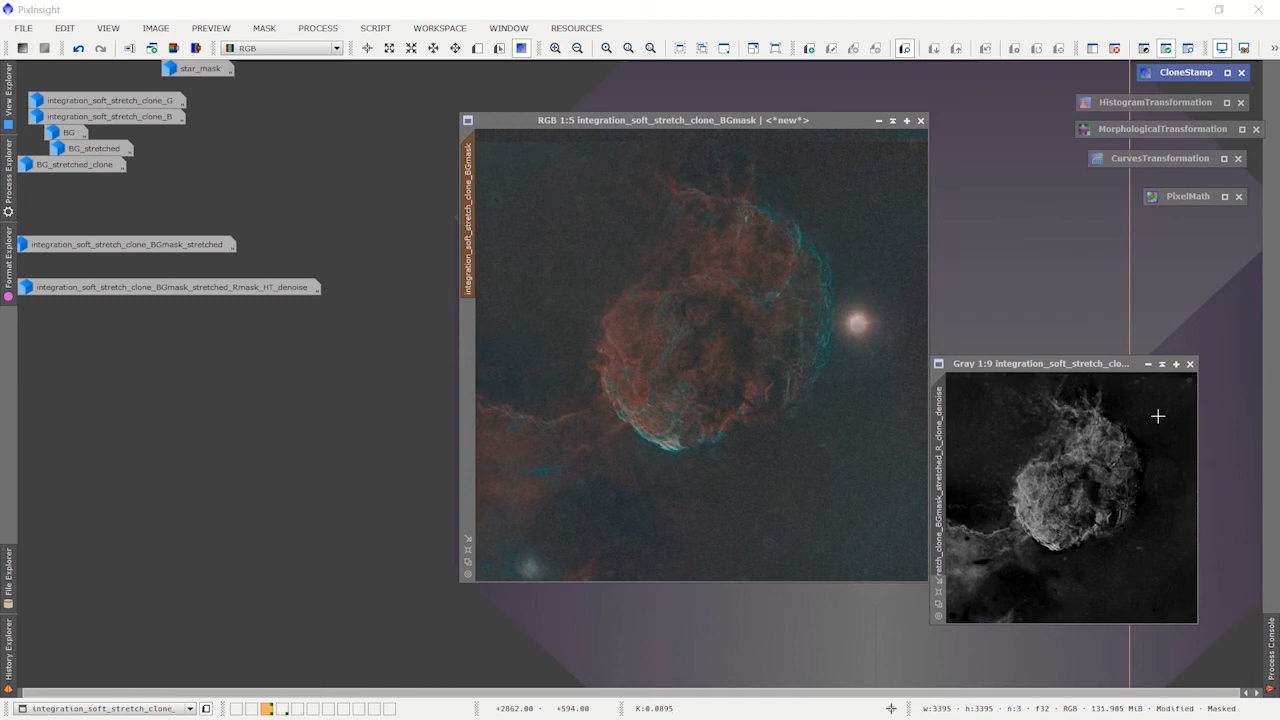 PixInsight
FILE EDIT VIEW IMAGE PREVIEW MASK PROCESS SCRIPT WORKSPACE WINDOW RESOURCES
RGB
View Explorer
Process Explorer
Format Explorer
File Explorer
History Explorer
star_mask
integration_soft_stretch_clone_G
integration_soft_stretch_clone_B
BG
BG_stretched
BG_stretched_clone
integration_soft_stretch_clone_BGmask_stretched
integration_soft_stretch_clone_BGmask_stretched_Rmask_HT_denoise
RGB 1:5 integration_soft_stretch_clone_BGmask | <*new*>
integration_soft_stretch_clone_BGmask
CloneStamp
HistogramTransformation
MorphologicalTransformation
CurvesTransformation
PixelMath
Gray 1:9 integration_soft_stretch_clo...
retch_clone_BGmask_stretched_R_clone_denoise
Process Console
integration_soft_stretch_clone_
+2862.00 · +594.00
K:0.0895
w:3395 · h:3395 · n:3 · f32 · RGB · 131.905 MiB · Modified · Masked